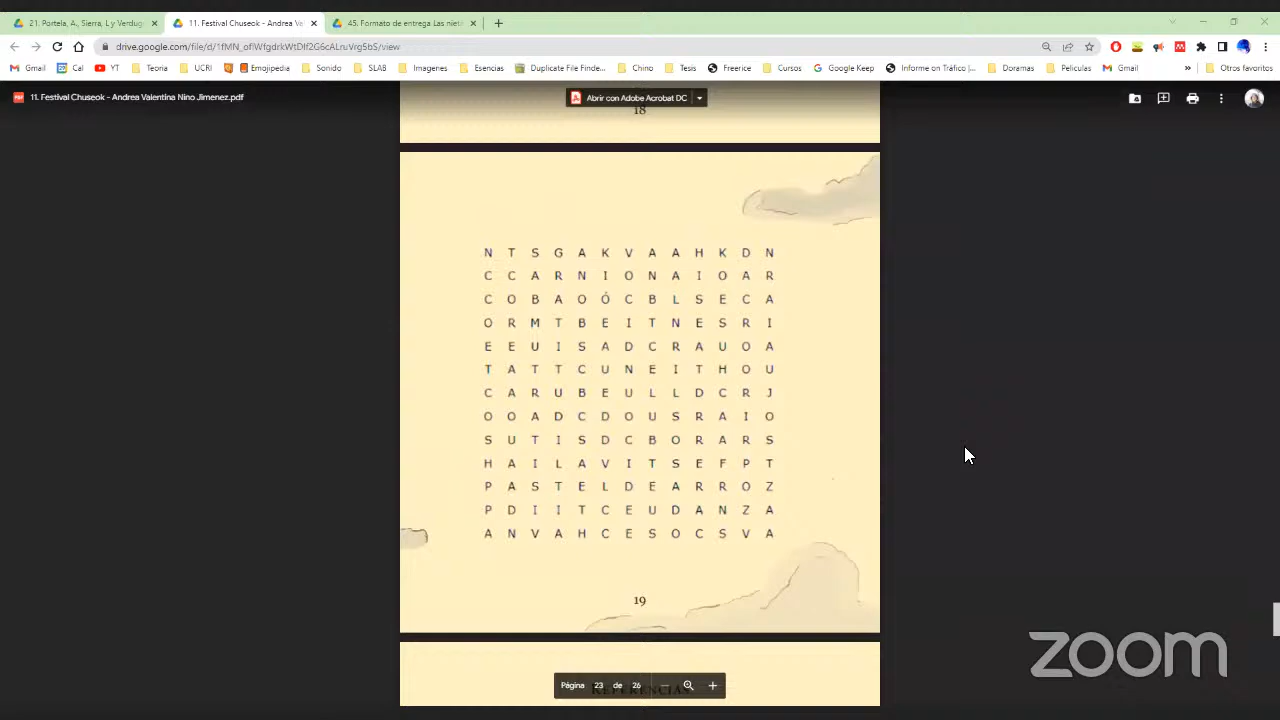 21. Portela, A., Sierra, L y Verdug
11. Festival Chuseok - Andrea Va
45. Formato de entrega Las niet
drive.google.com/file/d/1fMN_oflWfgdrkWtDlf2G6cALruVrgSbS/view
Gmail Cal YT Teoria UCRI Emojipedia Sonido SLAB Imagenes Esencias Duplicate File Finde... Chino Tesis Freerice Cursos Google Keep Informe on Tráfico |... Doramas Peliculas Gmail » Otros favoritos
11. Festival Chuseok - Andrea Valentina Nino Jimenez.pdf
Abrir con Adobe Acrobat DC
18
N T S G A K V A A H K D N
C C A R N I O N A I O A R
C O B A O Ó C B L S E C A
O R M T B E I T N E S R I
E E U I S A D C R A U O A
T A T T C U N E I T H O U
C A R U B E U L L D C R J
O O A D C D O U S R A I O
S U T I S D C B O R A R S
H A I L A V I T S E F P T
P A S T E L D E A R R O Z
P D I I T C E U D A N Z A
A N V A H C E S O C S V A
19
REFERENCIAS
Página 23 de 26
zoom